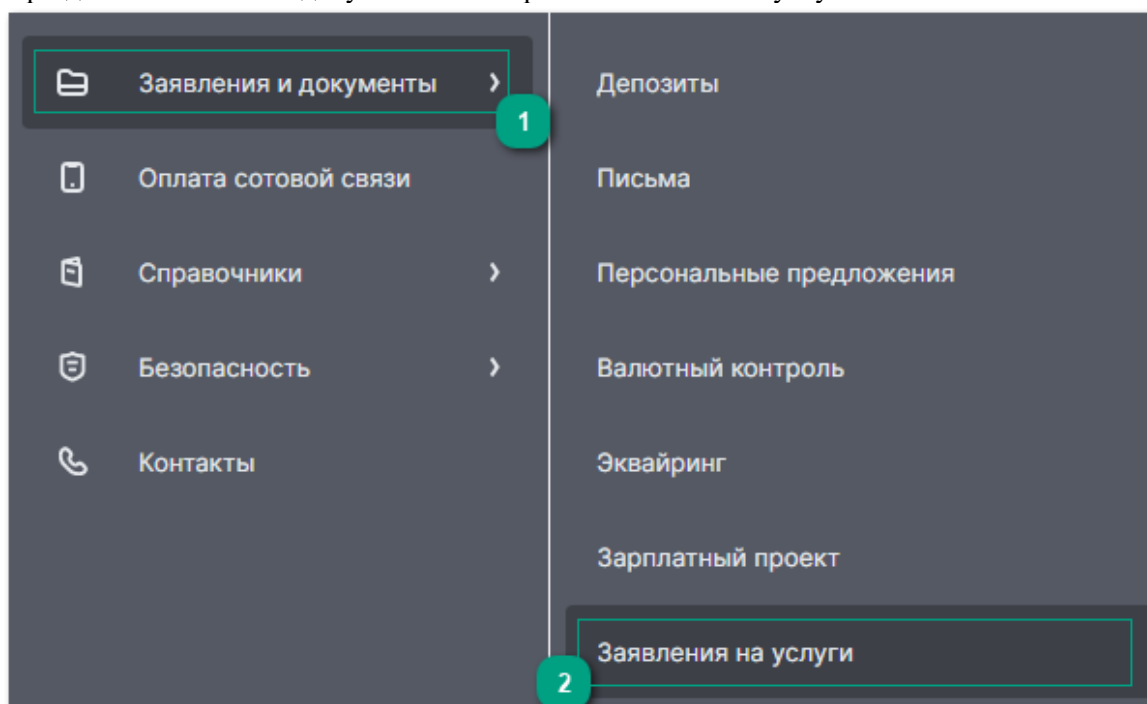 Заявления и документы
1
Оплата сотовой связи
Справочники
Безопасность
Контакты
Депозиты
Письма
Персональные предложения
Валютный контроль
Эквайринг
Зарплатный проект
Заявления на услуги
2